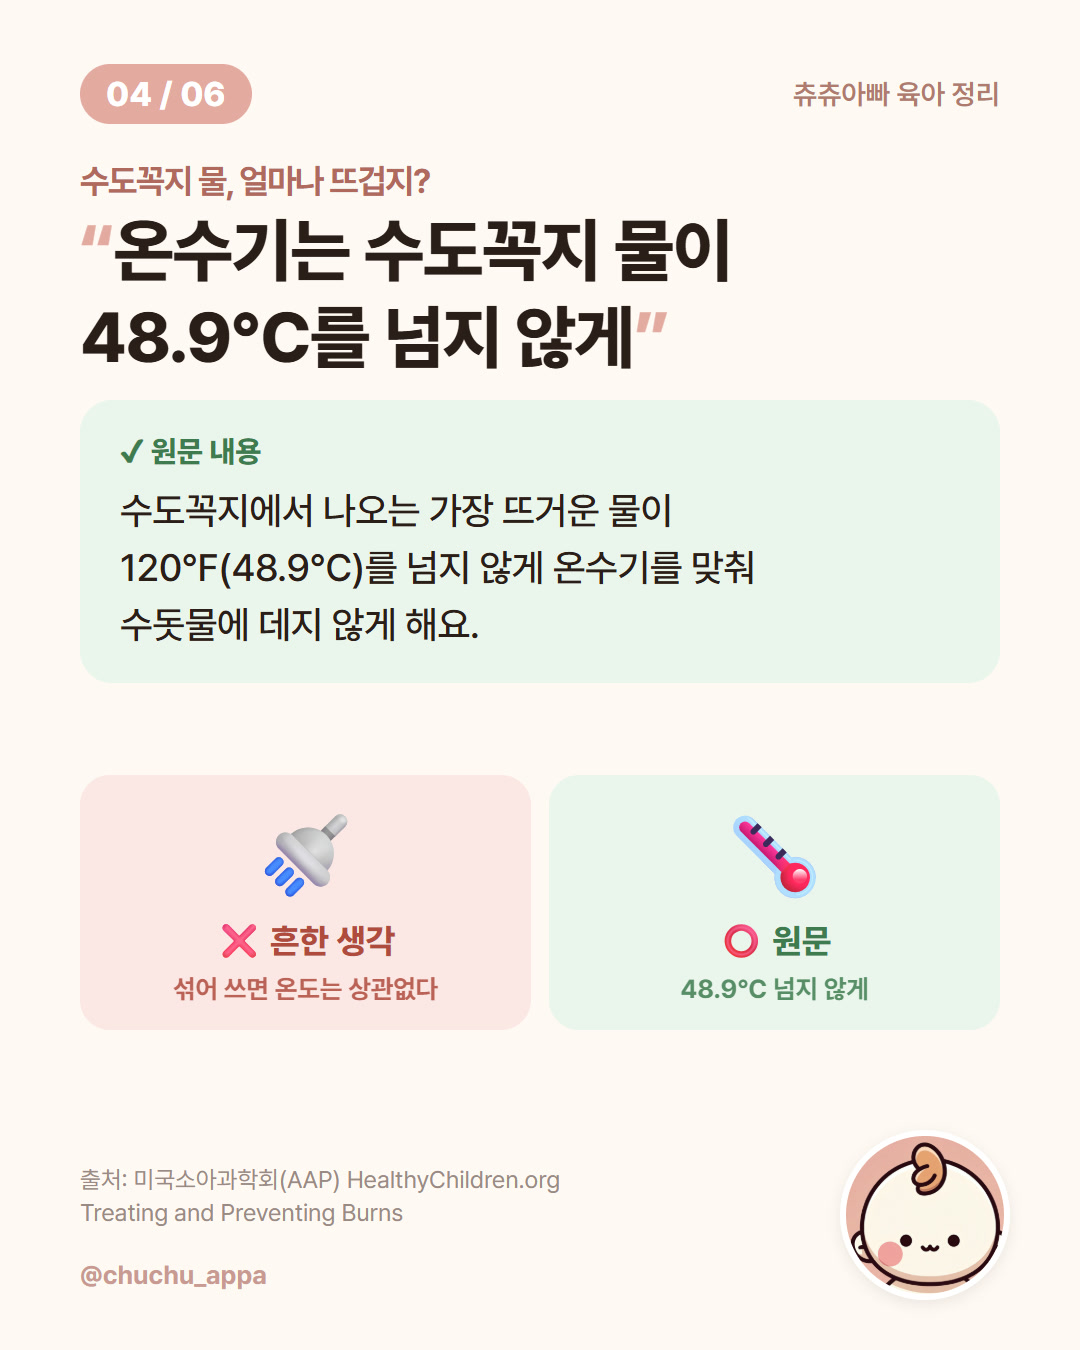 04 / 06
츄츄아빠 육아 정리
수도꼭지 물, 얼마나 뜨겁지?
“온수기는 수도꼭지 물이
48.9°C를 넘지 않게”
✓ 원문 내용
수도꼭지에서 나오는 가장 뜨거운 물이
120°F(48.9°C)를 넘지 않게 온수기를 맞춰
수돗물에 데지 않게 해요.
❌ 흔한 생각
섞어 쓰면 온도는 상관없다
⭕ 원문
48.9°C 넘지 않게
출처: 미국소아과학회(AAP) HealthyChildren.org
Treating and Preventing Burns
@chuchu_appa